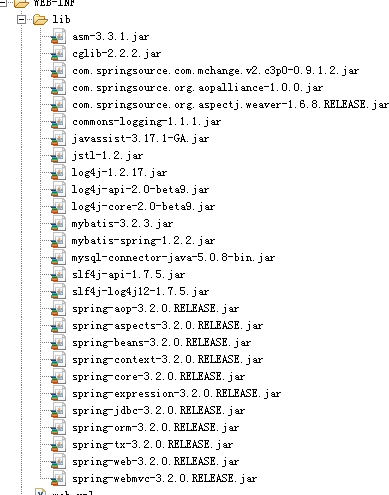 WEB-INF
lib
asm-3.3.1.jar
cglib-2.2.2.jar
com.springsource.com.mchange.v2.c3p0-0.9.1.2.jar
com.springsource.org.aopalliance-1.0.0.jar
com.springsource.org.aspectj.weaver-1.6.8.RELEASE.jar
commons-logging-1.1.1.jar
javassist-3.17.1-GA.jar
jstl-1.2.jar
log4j-1.2.17.jar
log4j-api-2.0-beta9.jar
log4j-core-2.0-beta9.jar
mybatis-3.2.3.jar
mybatis-spring-1.2.2.jar
mysql-connector-java-5.0.8-bin.jar
slf4j-api-1.7.5.jar
slf4j-log4j12-1.7.5.jar
spring-aop-3.2.0.RELEASE.jar
spring-aspects-3.2.0.RELEASE.jar
spring-beans-3.2.0.RELEASE.jar
spring-context-3.2.0.RELEASE.jar
spring-core-3.2.0.RELEASE.jar
spring-expression-3.2.0.RELEASE.jar
spring-jdbc-3.2.0.RELEASE.jar
spring-orm-3.2.0.RELEASE.jar
spring-tx-3.2.0.RELEASE.jar
spring-web-3.2.0.RELEASE.jar
spring-webmvc-3.2.0.RELEASE.jar